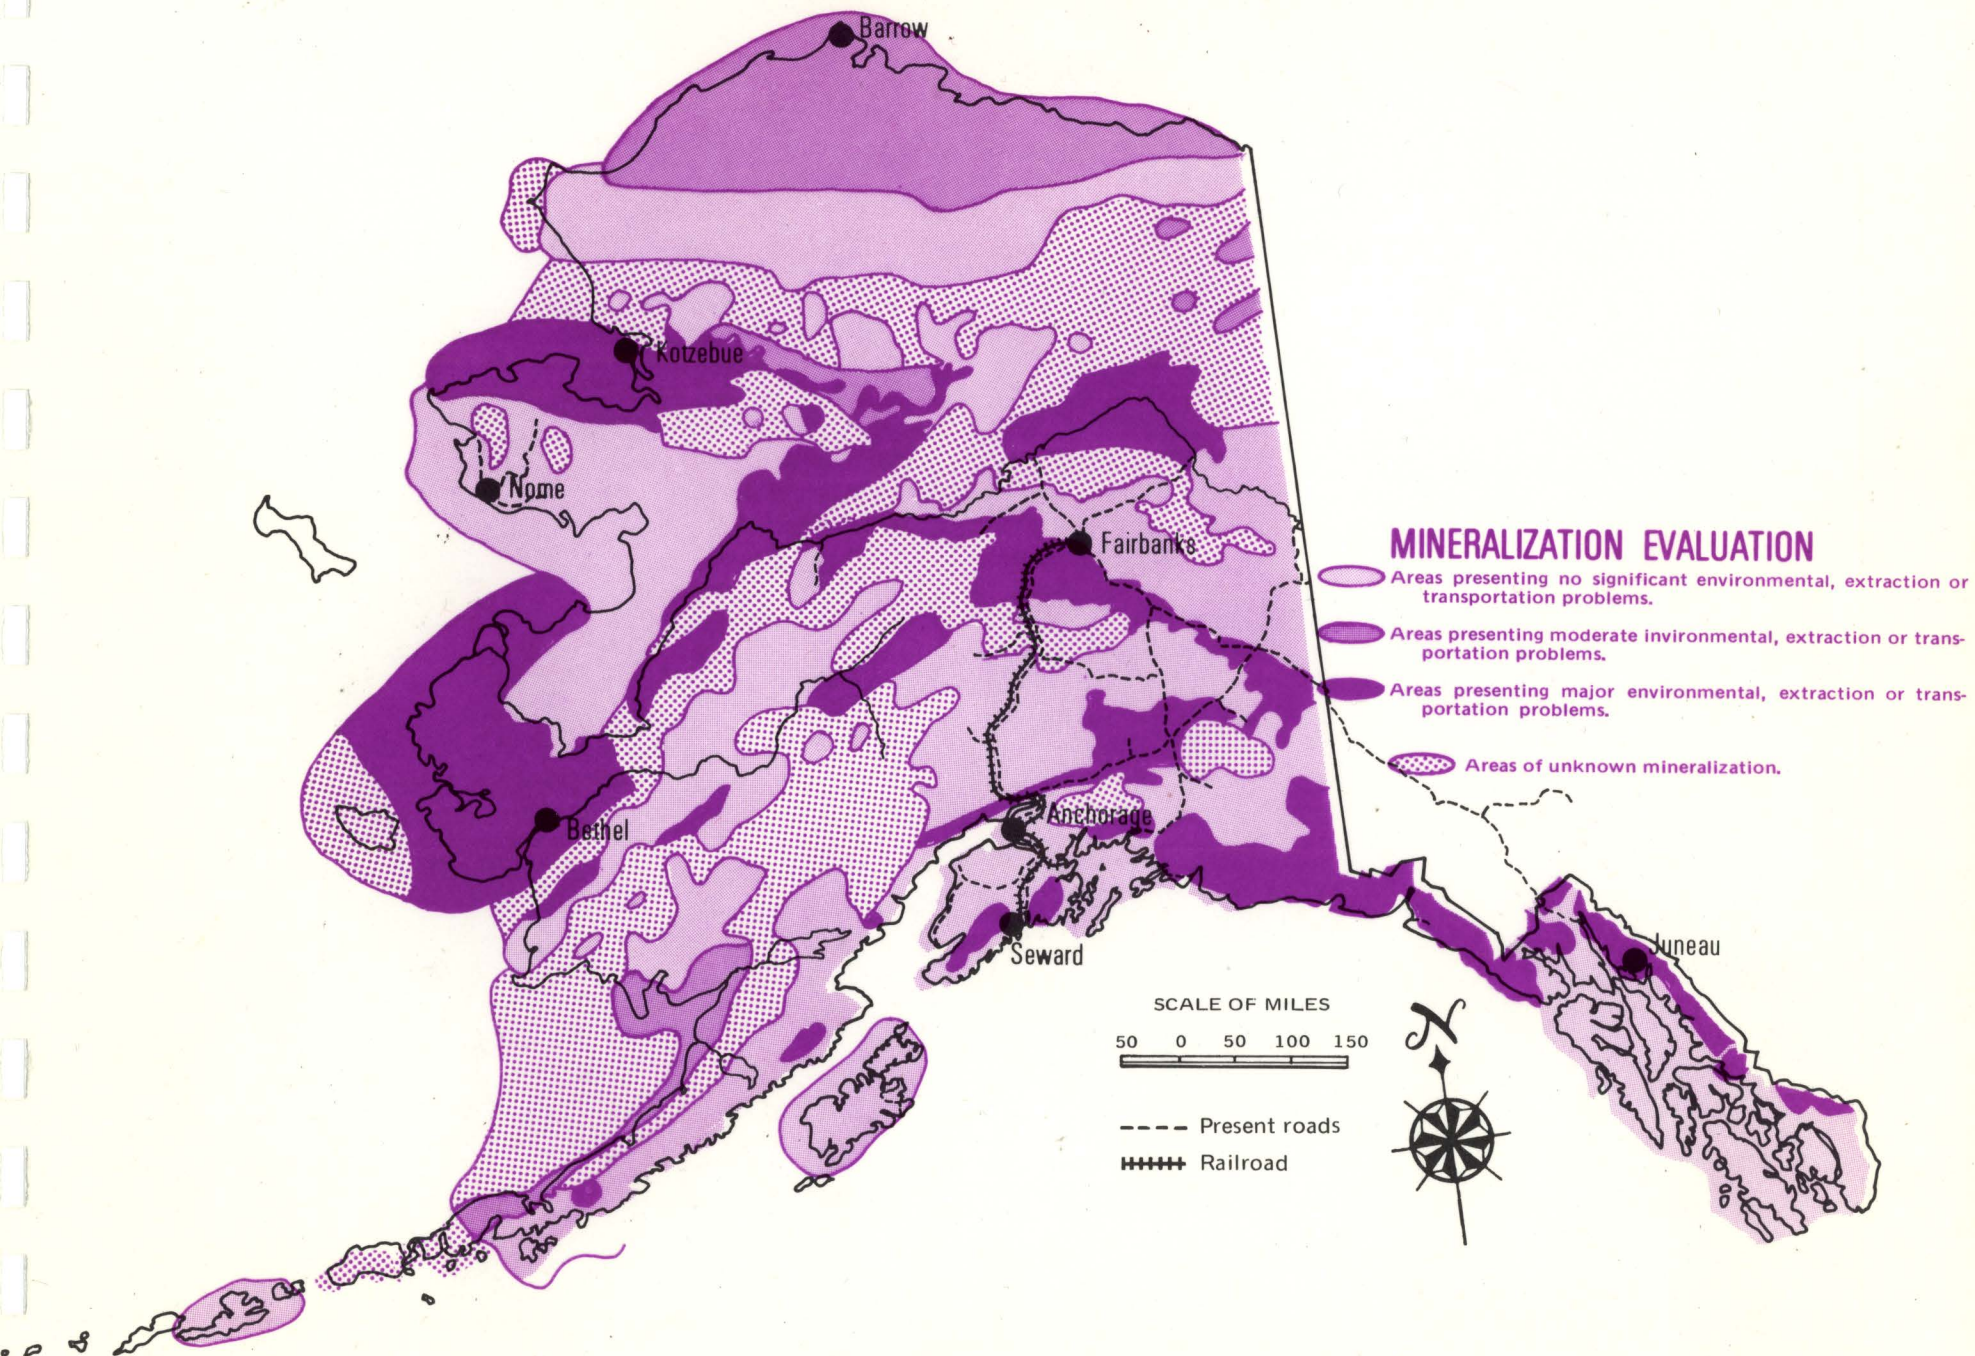 Barrow
Kotzebue
Nome
Fairbanks
MINERALIZATION EVALUATION
Areas presenting no significant environmental, extraction or
transportation problems.
Areas presenting moderate invironmental, extraction or trans-
portation problems.
Areas presenting major environmental, extraction or trans-
portation problems.
Areas of unknown mineralization.
Anchorage
Bethel
Juneau
Seward
SCALE OF MILES
50 0 50 100 150
N
Present roads
Railroad